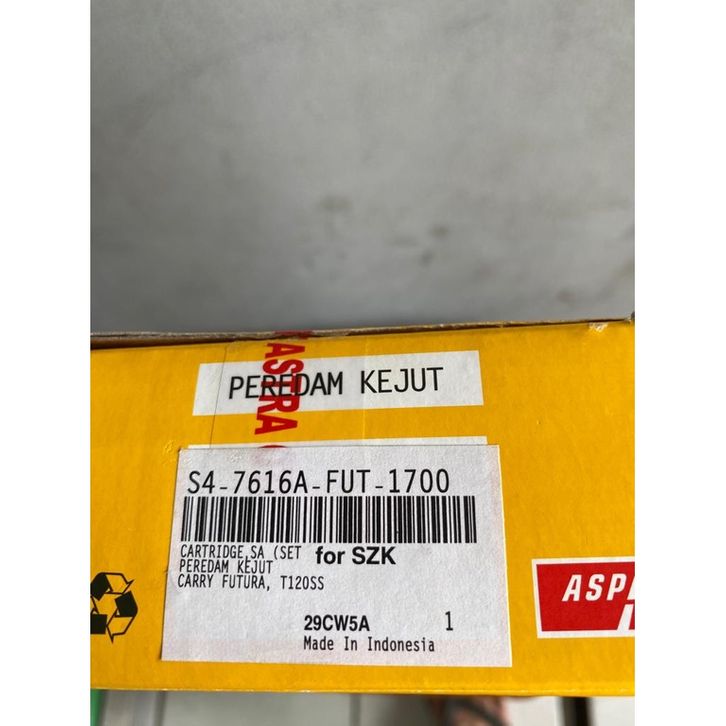 PEREDAM KEJUT
ASTRA
S4-7616A-FUT-1700
CARTRIDGE,SA (SET for SZK
PEREDAM KEJUT
CARRY FUTURA, T120SS
29CW5A 1
Made In Indonesia